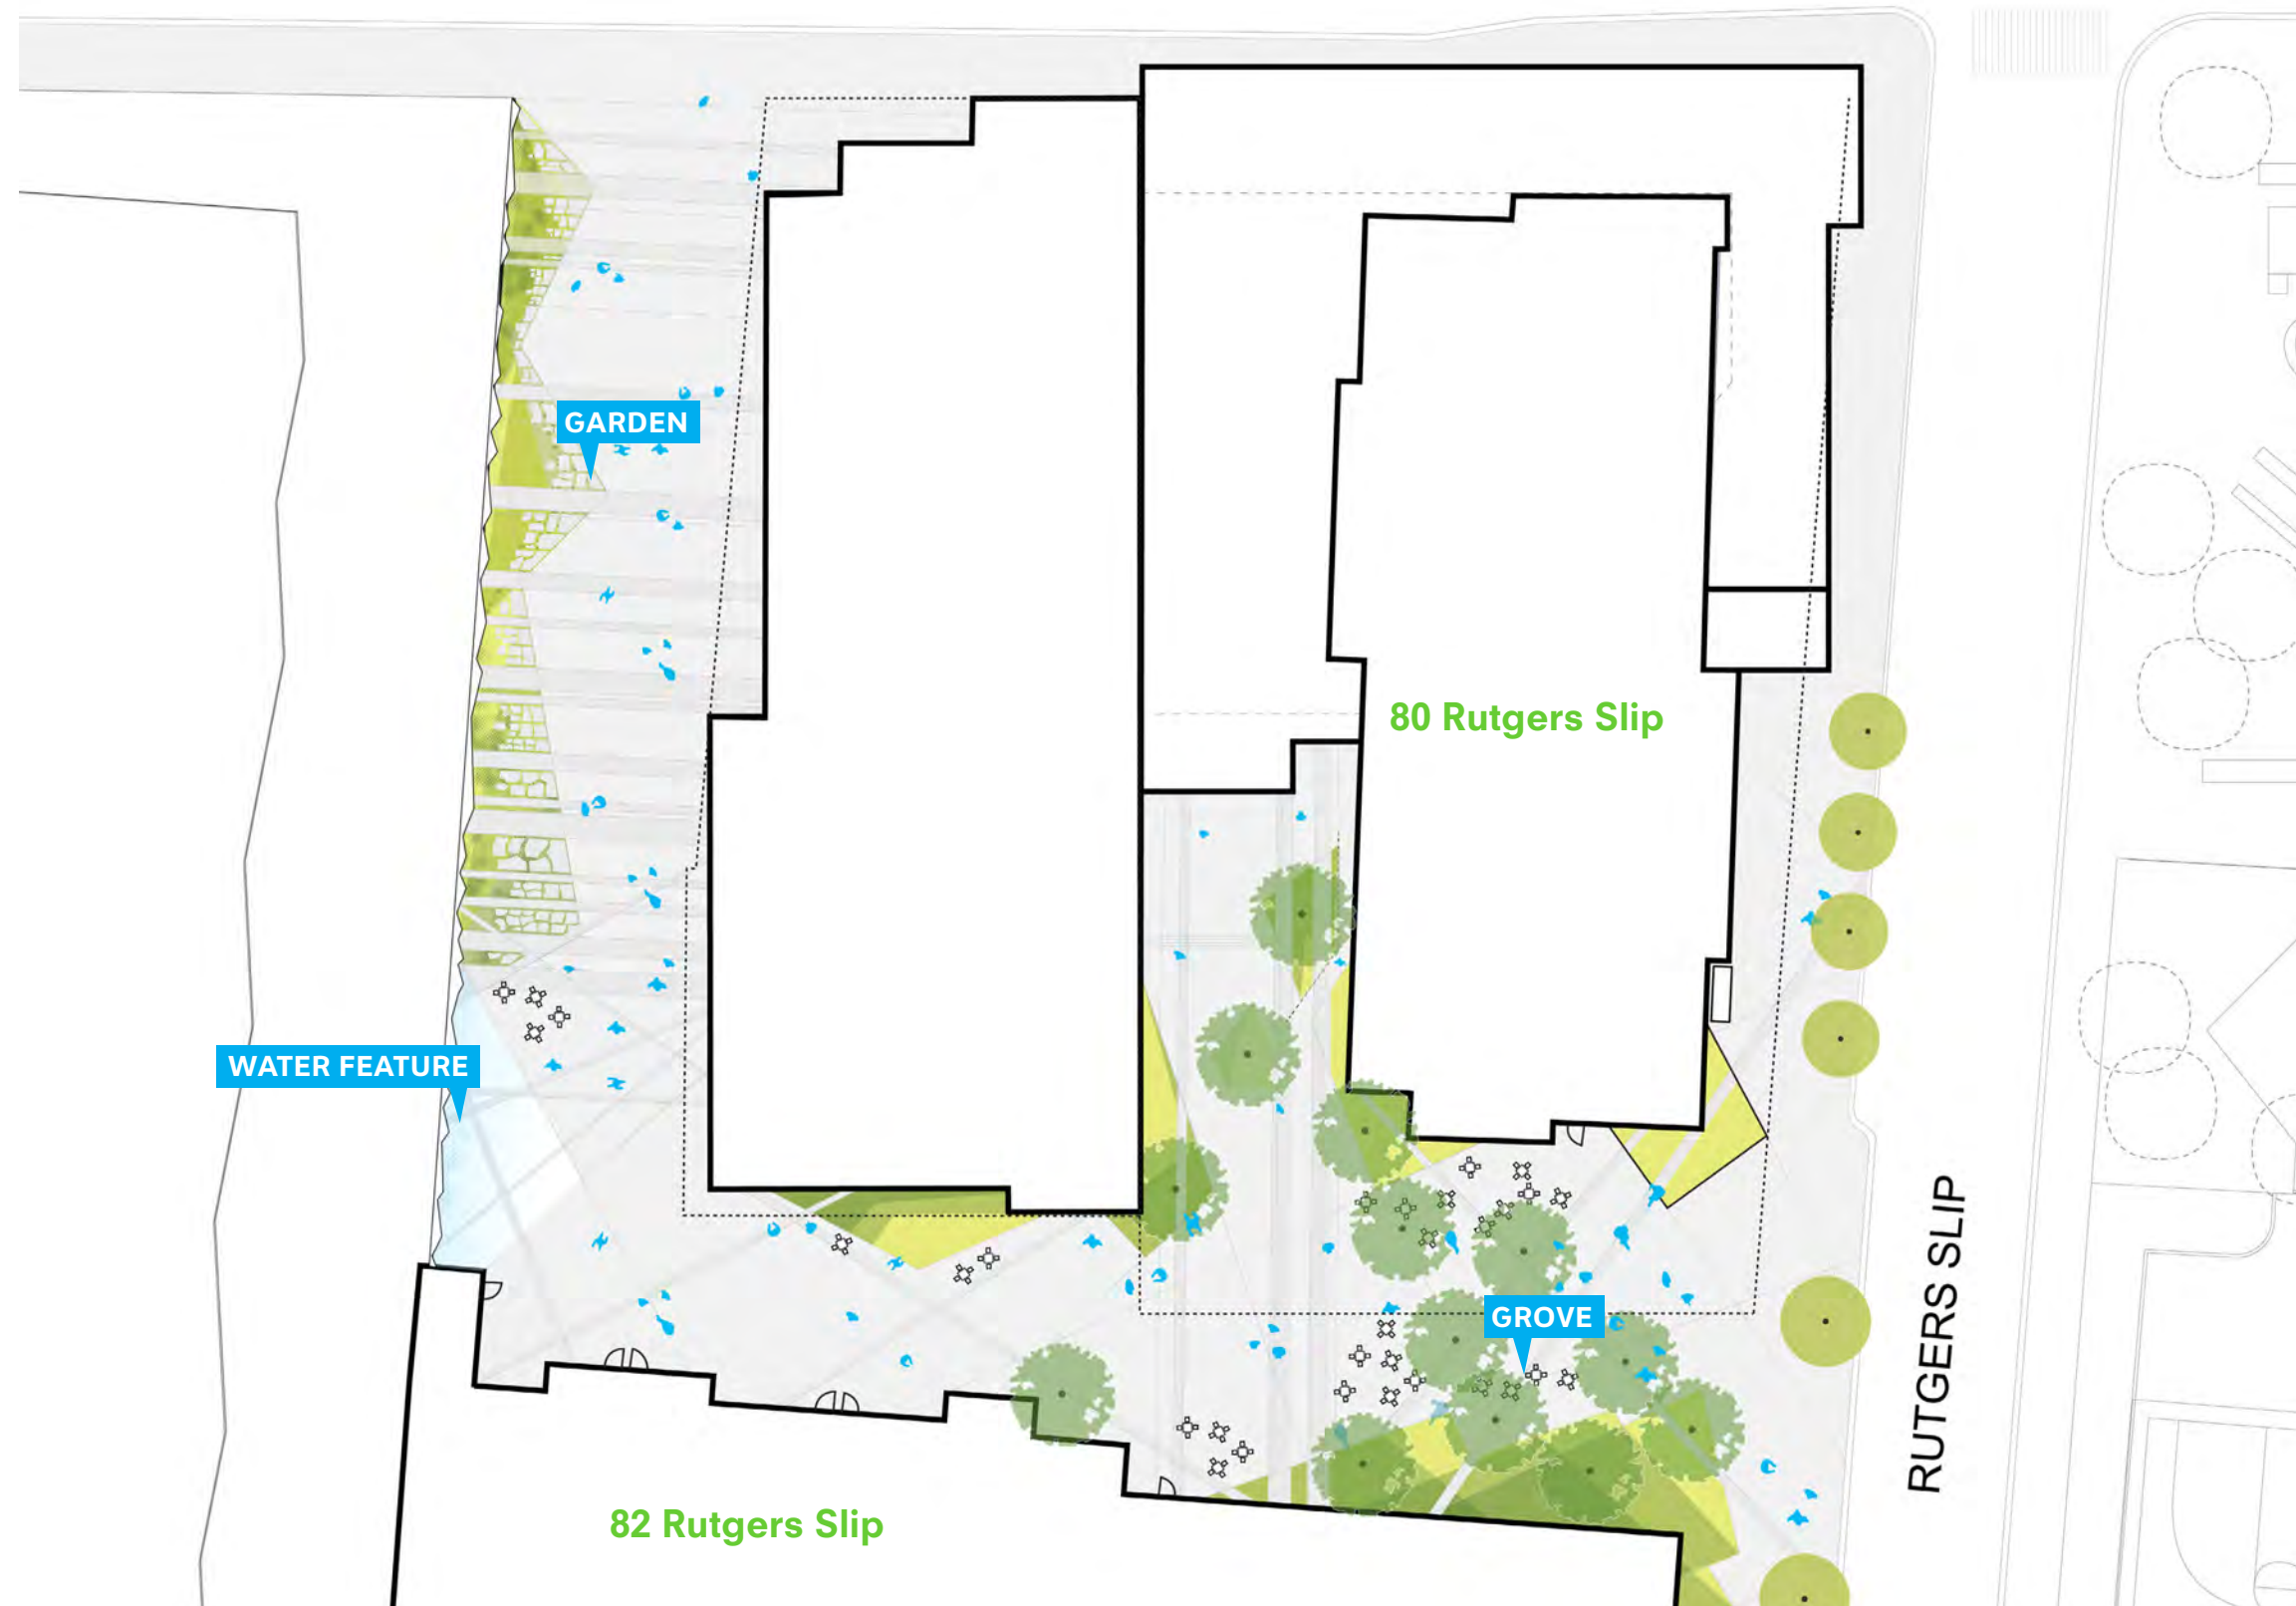 GARDEN
80 Rutgers Slip
WATER FEATURE
RUTGERS SLIP
GROVE
82 Rutgers Slip